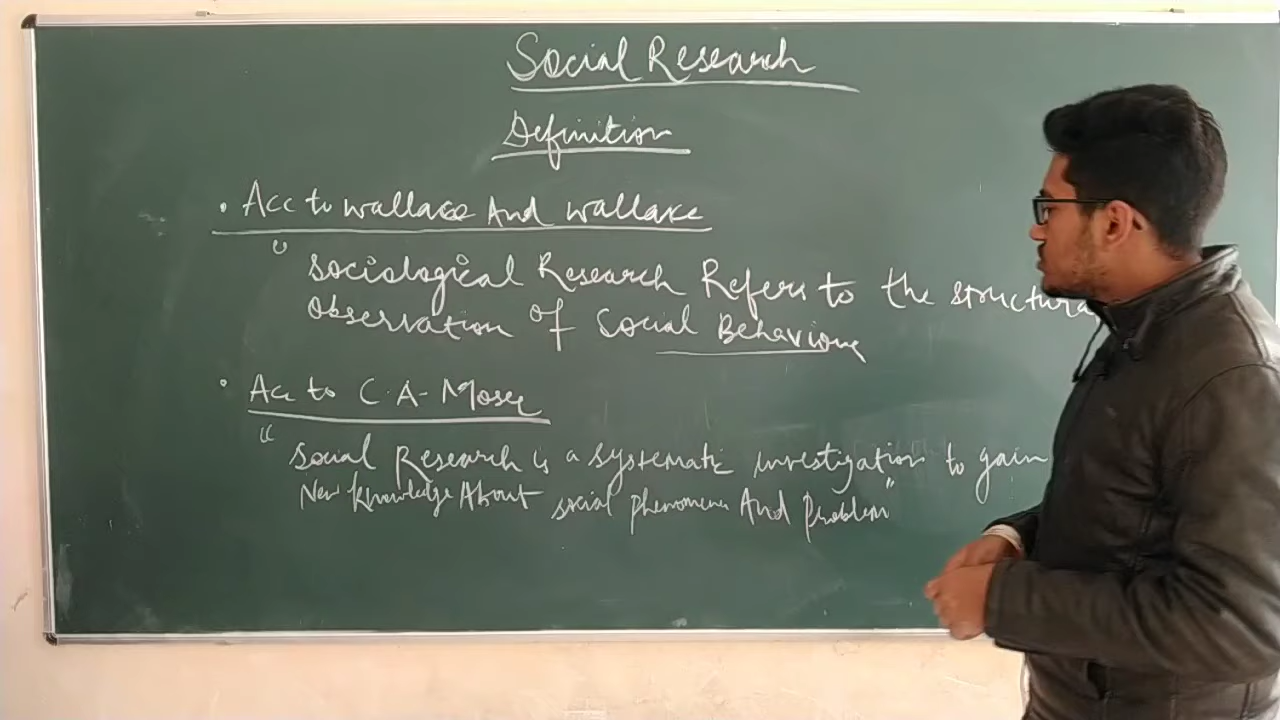 Social Research
Definition
• Acc to wallace And wallace
" Sociological Research Refers to the
observation of Social Behaviour
• Acc to C.A- Moser
" Social Research is a systematic investigation to gain
New knowledge About social phenomena And Problem"